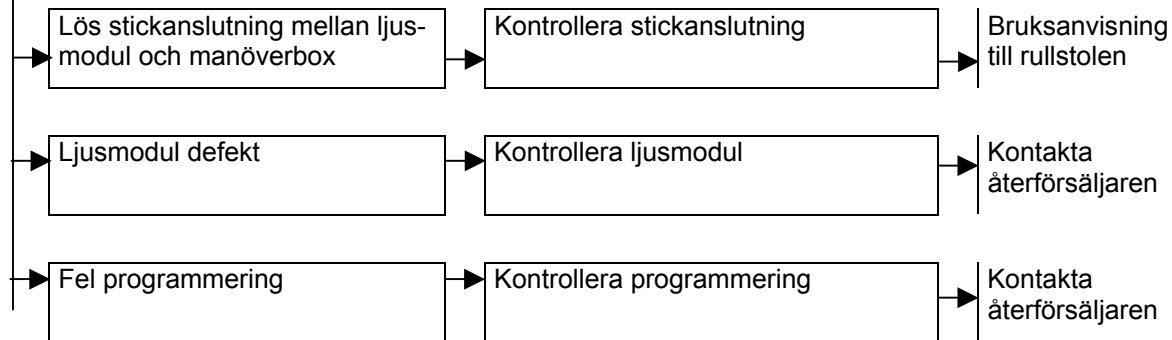 Lös stickanslutning mellan ljus-
modul och manöverbox
Kontrollera stickanslutning
Bruksanvisning
till rullstolen
Ljusmodul defekt
Kontrollera ljusmodul
Kontakta
återförsäljaren
Fel programmering
Kontrollera programmering
Kontakta
återförsäljaren